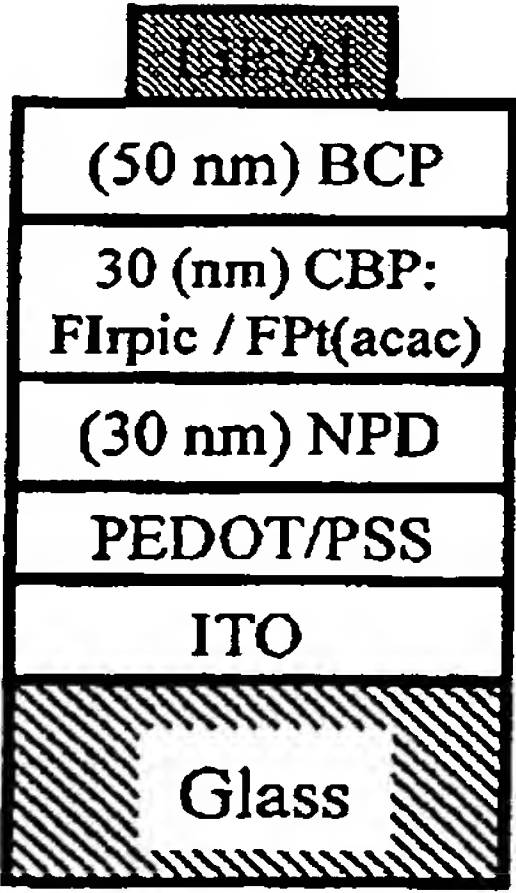 (50 nm) BCP
30 (nm) CBP:
FIrpic / FPt(acac)
(30 nm) NPD
PEDOT/PSS
ITO
Glass